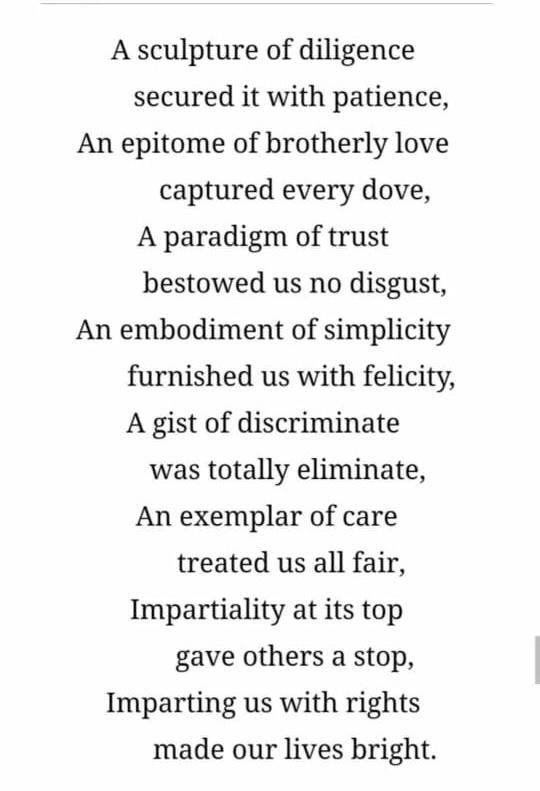 A sculpture of diligence
secured it with patience,
An epitome of brotherly love
captured every dove,
A paradigm of trust
bestowed us no disgust,
An embodiment of simplicity
furnished us with felicity,
A gist of discriminate
was totally eliminate,
An exemplar of care
treated us all fair,
Impartiality at its top
gave others a stop,
Imparting us with rights
made our lives bright.